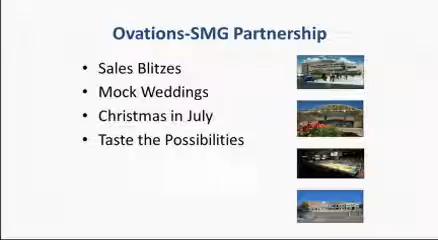 Ovations-SMG Partnership
• Sales Blitzes
• Mock Weddings
• Christmas in July
• Taste the Possibilities